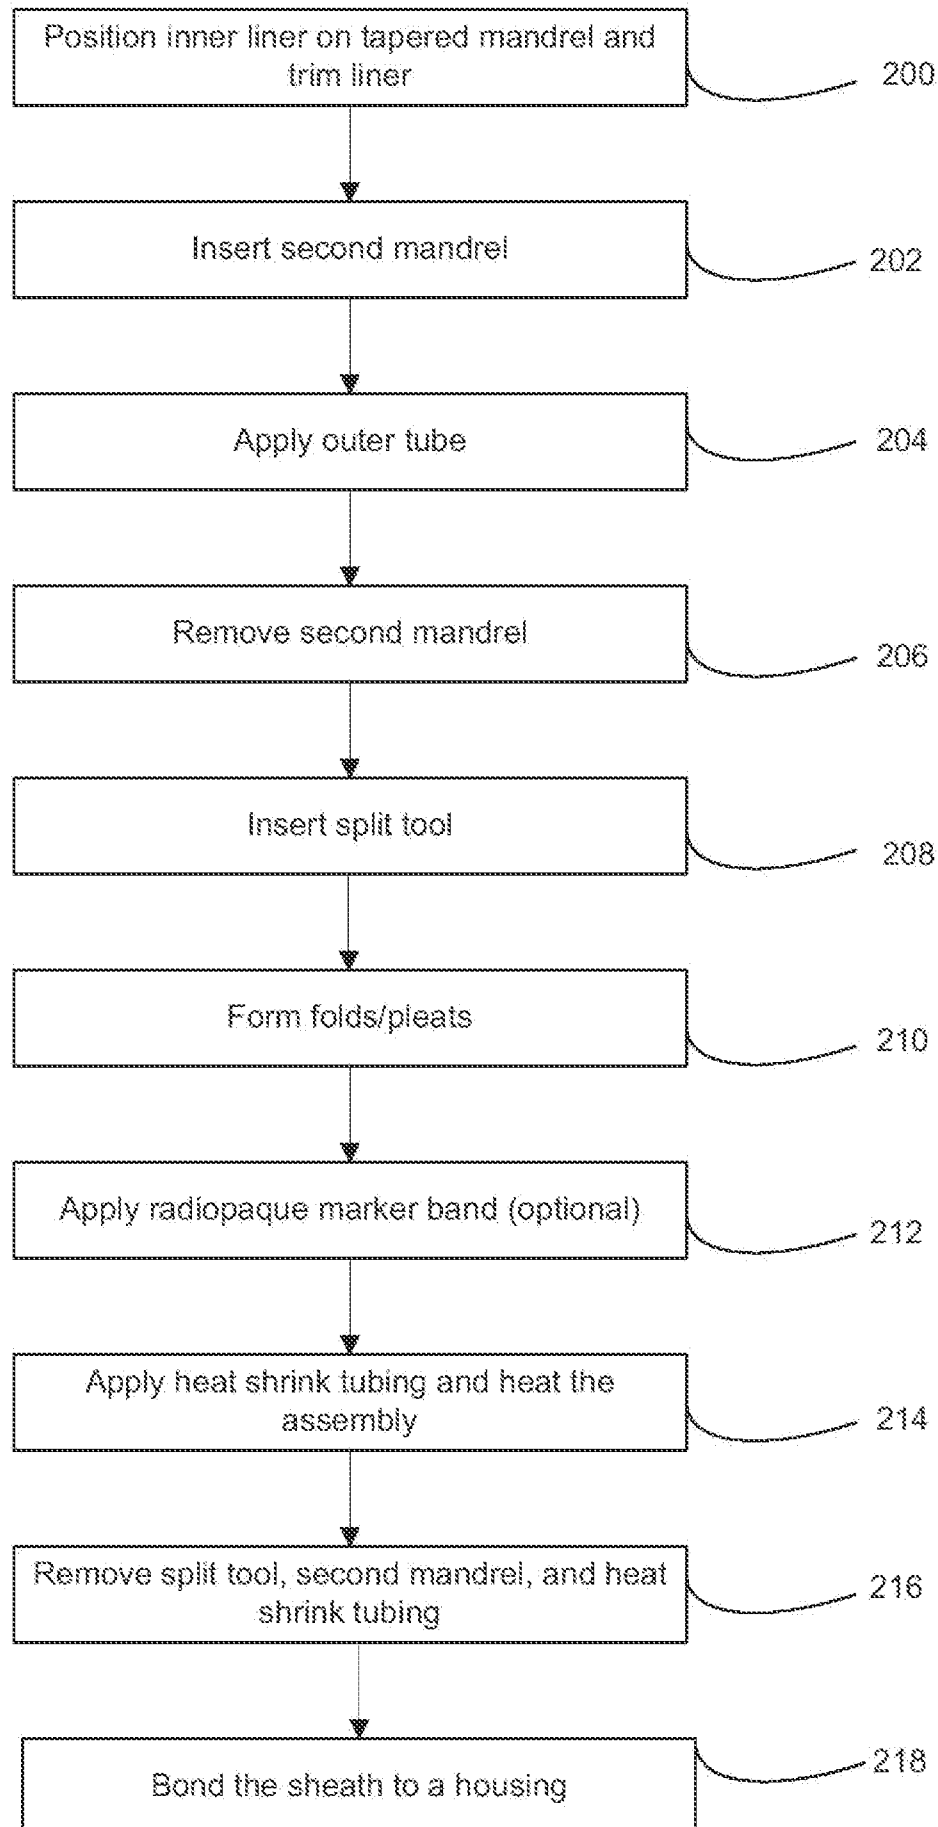 Position inner liner on tapered mandrel and
trim liner
200
Insert second mandrel
202
Apply outer tube
204
Remove second mandrel
206
Insert split tool
208
Form folds/pleats
210
Apply radiopaque marker band (optional)
212
Apply heat shrink tubing and heat the
assembly
214
Remove split tool, second mandrel, and heat
shrink tubing
216
Bond the sheath to a housing
218